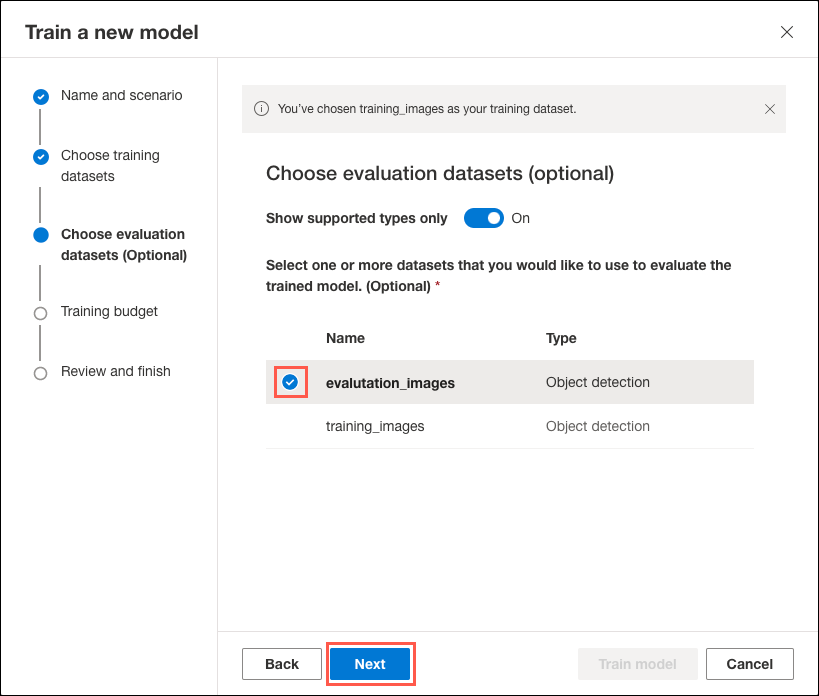 Train a new model
Name and scenario
Choose training
datasets
Choose evaluation
datasets (Optional)
Training budget
Review and finish
You've chosen training_images as your training dataset.
Choose evaluation datasets (optional)
Show supported types only On
Select one or more datasets that you would like to use to evaluate the
trained model. (Optional) *
Name Type
evalutation_images Object detection
training_images Object detection
Back Next Train model Cancel